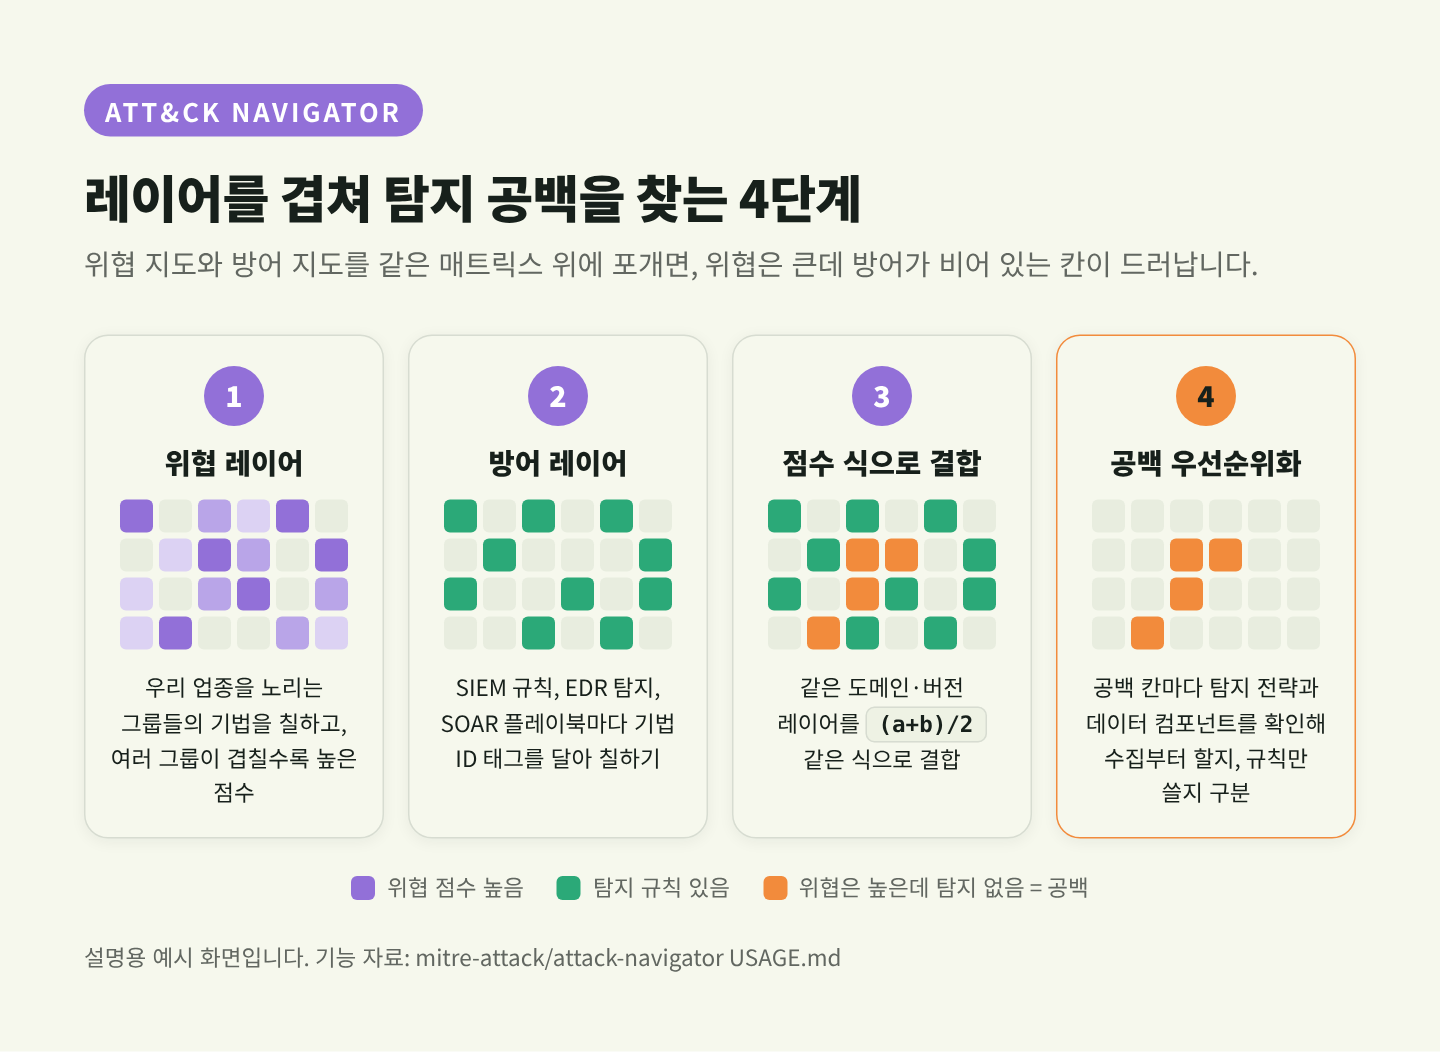 ATT&CK NAVIGATOR
레이어를 겹쳐 탐지 공백을 찾는 4단계
위협 지도와 방어 지도를 같은 매트릭스 위에 포개면, 위협은 큰데 방어가 비어 있는 칸이 드러납니다.
1
위협 레이어
우리 업종을 노리는
그룹들의 기법을 칠하고,
여러 그룹이 겹칠수록 높은
점수
2
방어 레이어
SIEM 규칙, EDR 탐지,
SOAR 플레이북마다 기법
ID 태그를 달아 칠하기
3
점수 식으로 결합
같은 도메인·버전
레이어를 (a+b)/2
같은 식으로 결합
4
공백 우선순위화
공백 칸마다 탐지 전략과
데이터 컴포넌트를 확인해
수집부터 할지, 규칙만
쓸지 구분
위협 점수 높음
탐지 규칙 있음
위협은 높은데 탐지 없음 = 공백
설명용 예시 화면입니다. 기능 자료: mitre-attack/attack-navigator USAGE.md